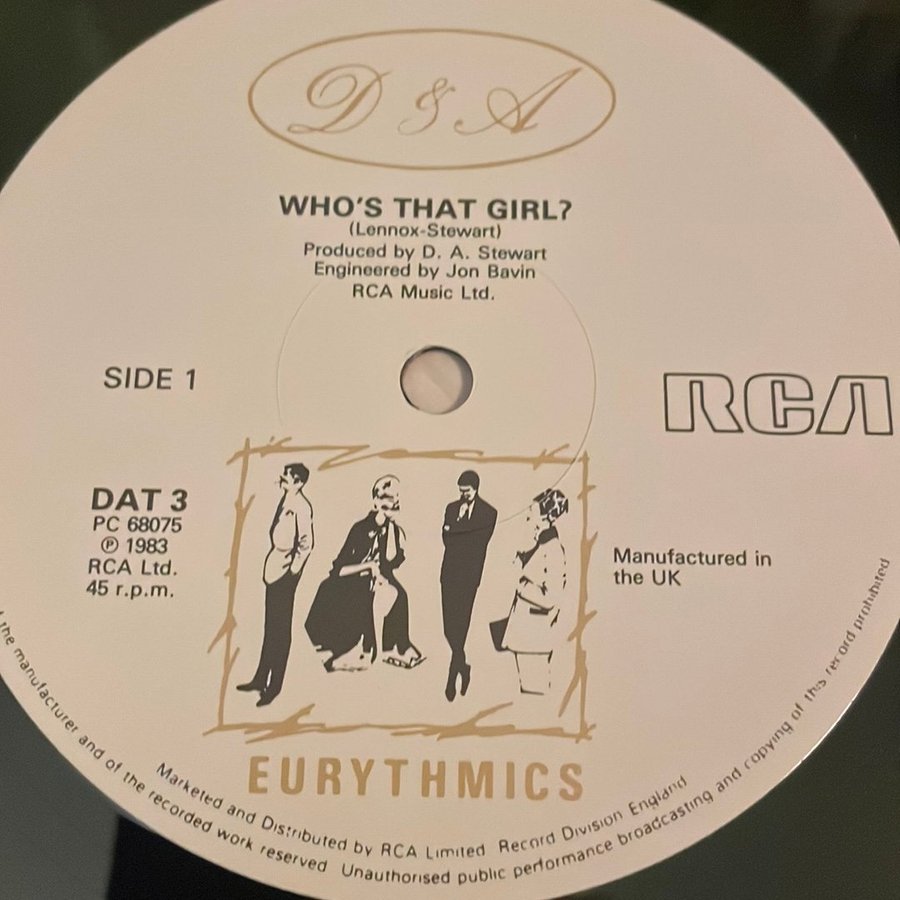 D & A
WHO'S THAT GIRL?
(Lennox-Stewart)
Produced by D. A. Stewart
Engineered by Jon Bavin
RCA Music Ltd.
SIDE 1
RCA
DAT 3
PC 68075
℗ 1983
RCA Ltd.
45 r.p.m.
Manufactured in
the UK
EURYTHMICS
Marketed and Distributed by RCA Limited Record Division England
the manufacturer and of the recorded work reserved Unauthorised public performance broadcasting and copying of this record prohibited